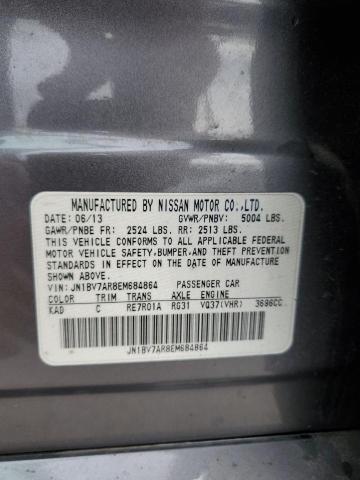 MANUFACTURED BY NISSAN MOTOR CO.,LTD.
DATE: 06/13 GVWR/PNBV: 5004 LBS.
GAWR/PNBE FR: 2524 LBS. RR: 2513 LBS.
THIS VEHICLE CONFORMS TO ALL APPLICABLE FEDERAL
MOTOR VEHICLE SAFETY,BUMPER,AND THEFT PREVENTION
STANDARDS IN EFFECT ON THE DATE OF MANUFACTURE
SHOWN ABOVE.
VIN: JN1BV7AR8EM684864 PASSENGER CAR
COLOR TRIM TRANS AXLE ENGINE
KAD C RE7R01A RG31 VQ37(VHR) 3696CC
JN1BV7AR8EM684864